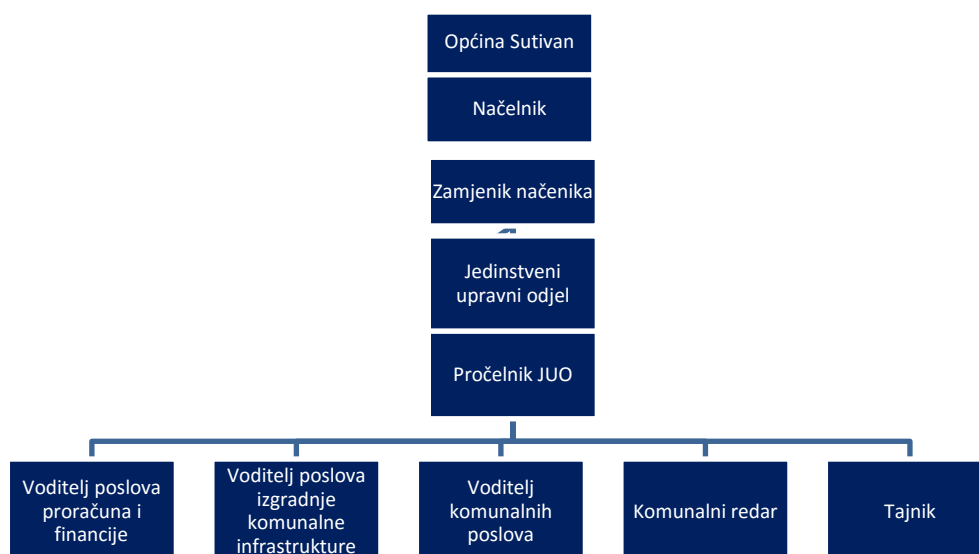 Općina Sutivan
Načelnik
Zamjenik načenika
Jedinstveni
upravni odjel
Pročelnik JUO
Voditelj poslova
proračuna i
financije
Voditelj poslova
izgradnje
komunalne
infrastrukture
Voditelj
komunalnih
poslova
Komunalni redar
Tajnik